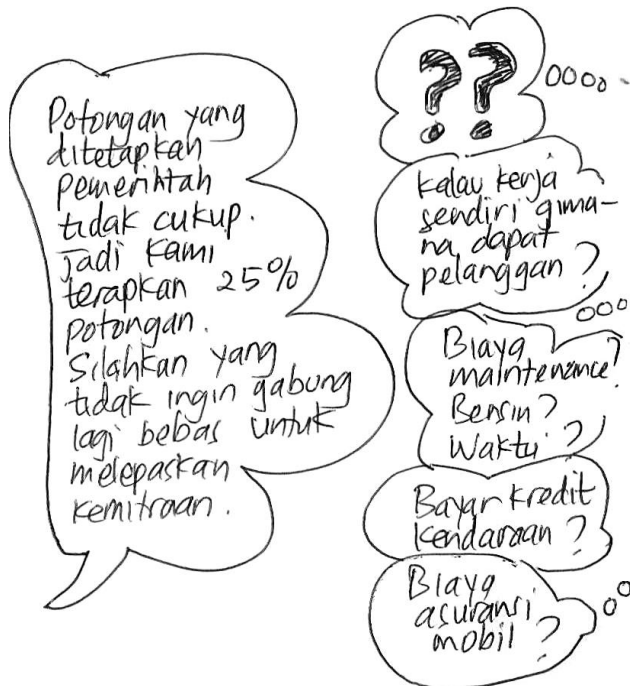 Potongan yang
ditetapkan
pemerintah
tidak cukup.
Jadi kami
terapkan 25%
potongan.
Silahkan yang
tidak ingin gabung
lagi bebas untuk
melepaskan
kemitraan.
??
kalau kerja
sendiri gima-
na dapat
pelanggan?
Biaya
maintenance?
Bensin?
Waktu?
Bayar kredit
kendaraan?
Biaya
asuransi
mobil?